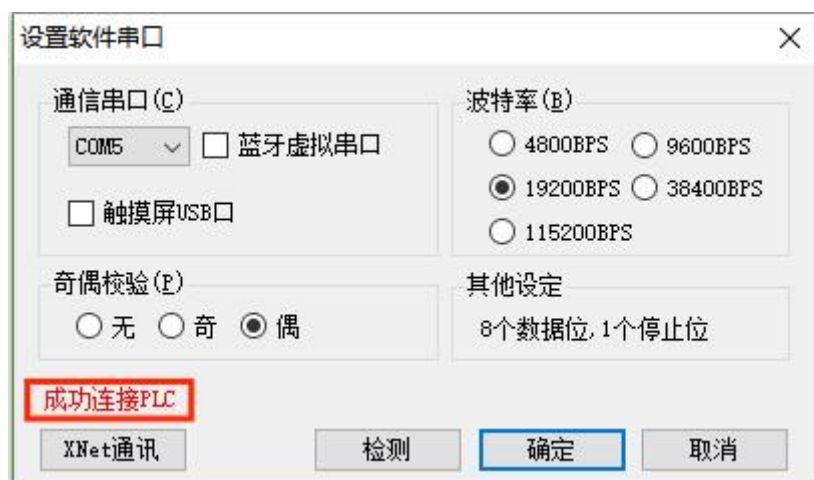 设置软件串口
通信串口(C)
COM5
蓝牙虚拟串口
触摸屏USB口
波特率(B)
4800BPS
9600BPS
19200BPS
38400BPS
115200BPS
奇偶校验(P)
无
奇
偶
其他设定
8个数据位,1个停止位
成功连接PLC
XNet通讯
检测
确定
取消